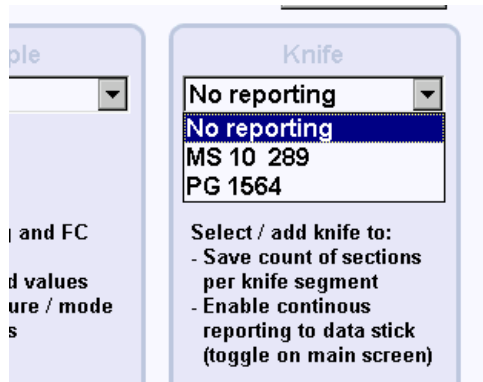 Knife
No reporting
No reporting
MS 10 289
PG 1564
and FC
d values
ure / mode
s
Select / add knife to:
- Save count of sections
per knife segment
- Enable continous
reporting to data stick
(toggle on main screen)